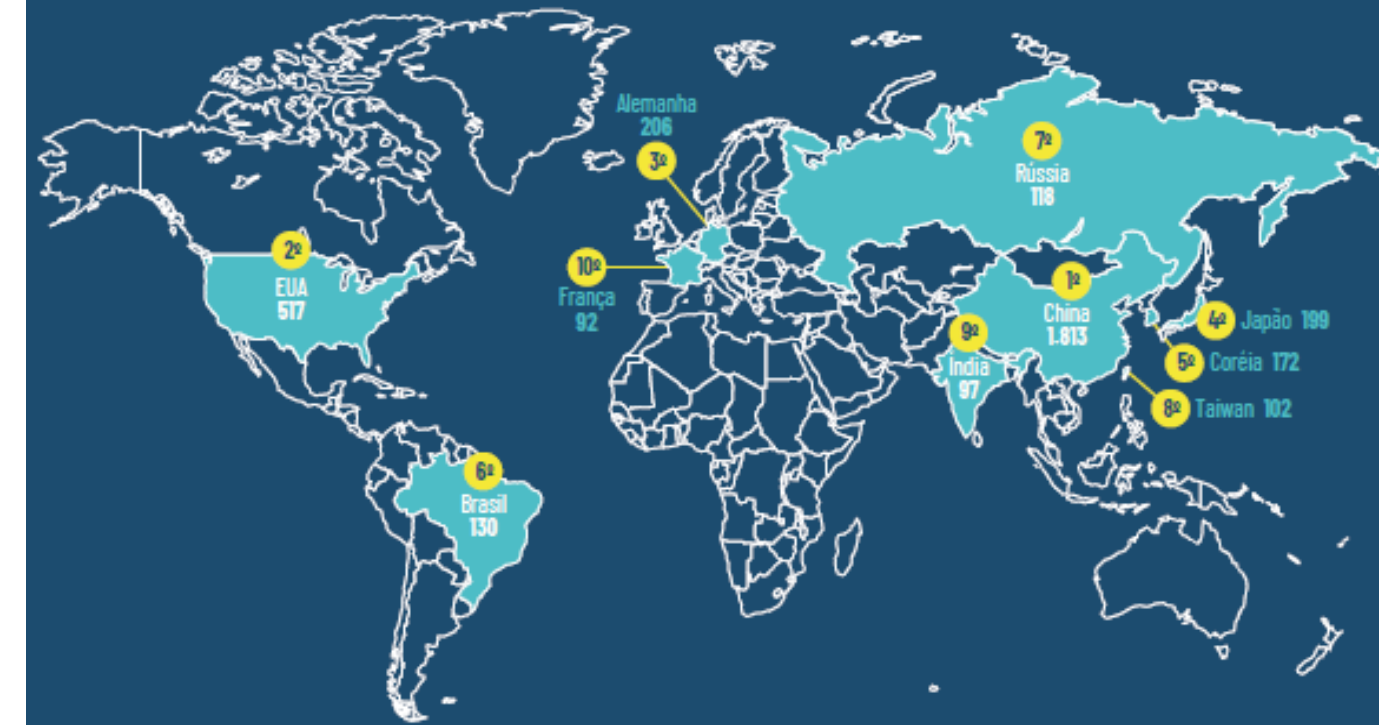 Alemanha
206
3º
7º
Rússia
118
2º
EUA
517
10º
França
92
1º
China
1.813
9º
Índia
97
4º Japão 199
5º Coréia 172
8º Taiwan 102
6º
Brasil
130